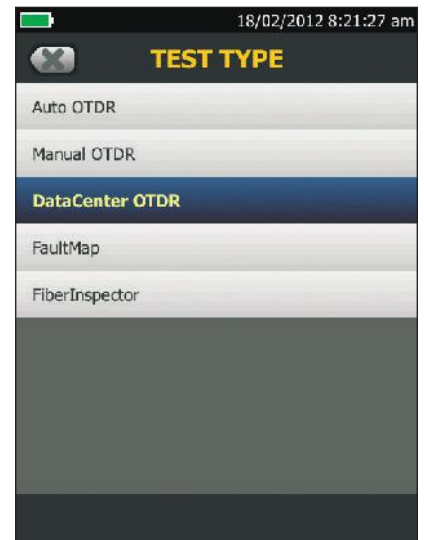 18/02/2012 8:21:27 am
TEST TYPE
Auto OTDR
Manual OTDR
DataCenter OTDR
FaultMap
FiberInspector